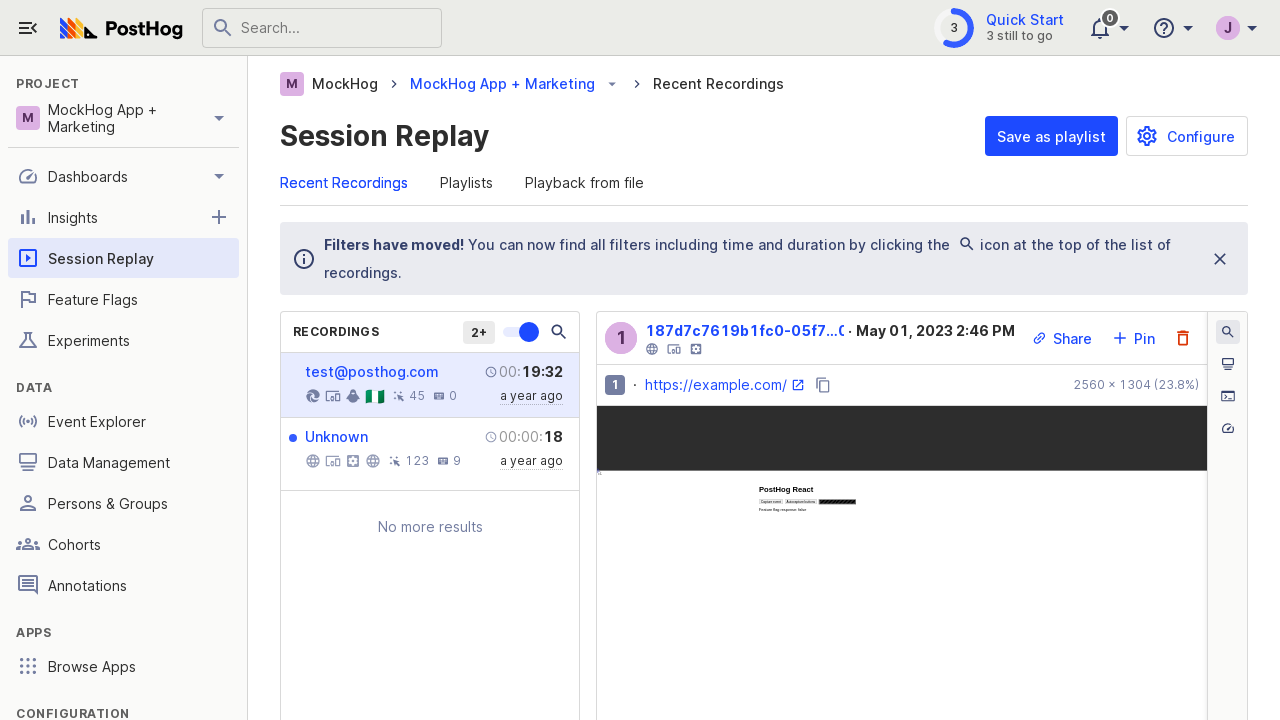 PostHog
Search...
3
Quick Start
3 still to go
0
J
PROJECT
M
MockHog App +
Marketing
Dashboards
Insights
Session Replay
Feature Flags
Experiments
DATA
Event Explorer
Data Management
Persons & Groups
Cohorts
Annotations
APPS
Browse Apps
CONFIGURATION
M MockHog MockHog App + Marketing Recent Recordings
Session Replay
Save as playlist
Configure
Recent Recordings Playlists Playback from file
Filters have moved! You can now find all filters including time and duration by clicking the icon at the top of the list of
recordings.
RECORDINGS 2+
test@posthog.com 00:19:32
45 0 a year ago
Unknown 00:00:18
123 9 a year ago
No more results
1 187d7c7619b1fc0-05f7...0 · May 01, 2023 2:46 PM
Share Pin
1 · https://example.com/ 2560 × 1304 (23.8%)
PostHog React
Capture event Autocapture buttons
Feature flag response: false